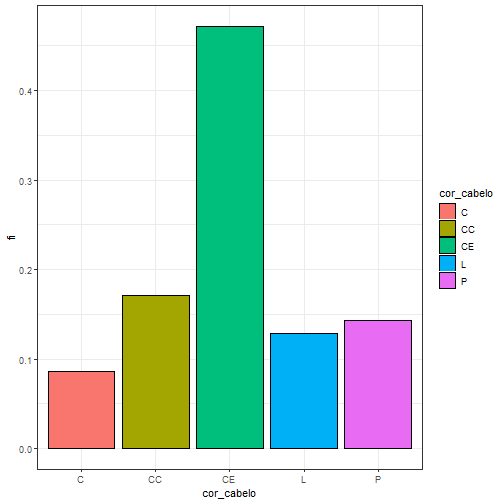 0.4
0.3
0.2
0.1
0.0
fi
C CC CE L P
cor_cabelo
cor_cabelo
C
CC
CE
L
P